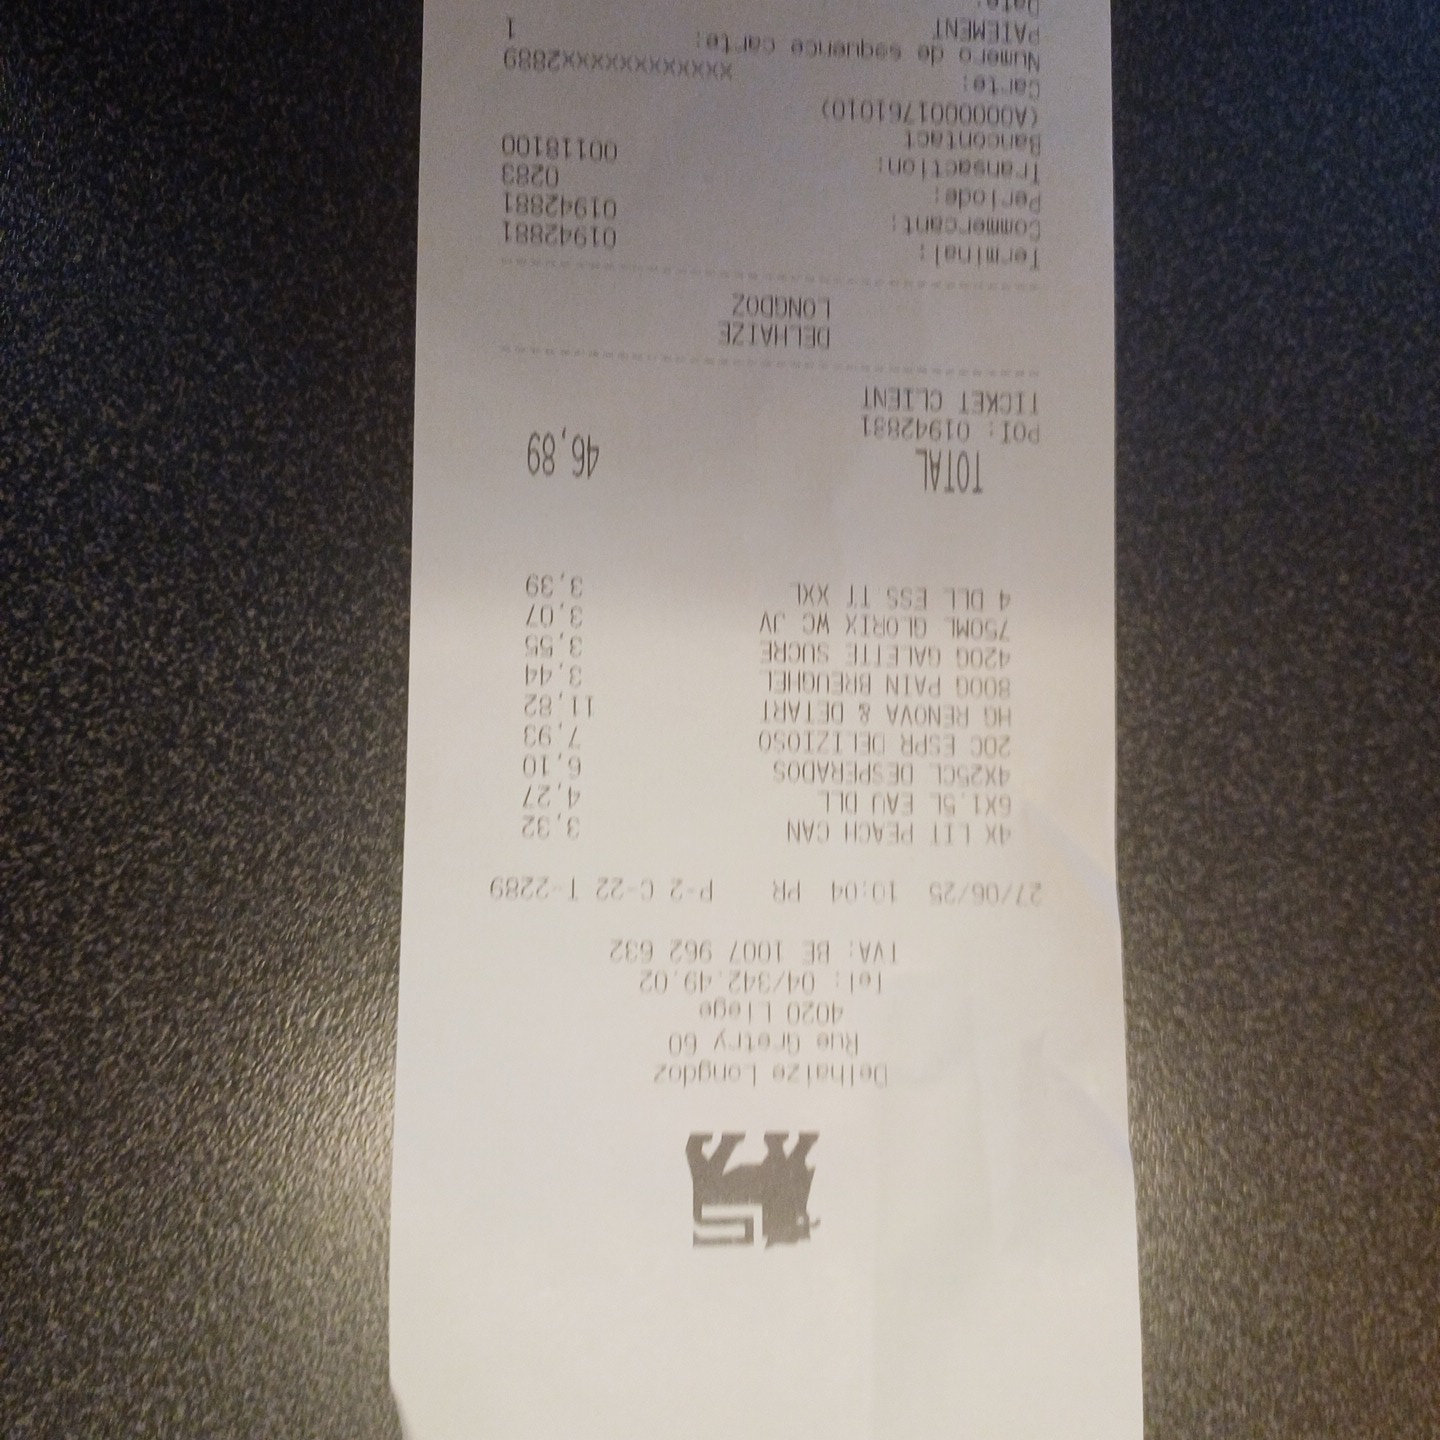 Delhaize Longdoz
Rue Gretry 60
4020 Liege
Tel: 04/342.49.02
TVA: BE 1007 962 632
27/06/25 10:04 PR P-2 C-22 T-2289
4X LIT PEACH CAN 3,32
6X1.5L EAU DLL 4,27
4X25CL DESPERADOS 6,10
20C ESPR DELIZIOSO 7,93
HG RENOVA & DETART 11,82
800G PAIN BREUGHEL 3,44
420G GALETTE SUCRE 3,55
750ML GLORIX WC JV 3,07
4 DLL ESS TT XXL 3,39
TOTAL 46,89
POI: 01942881
TICKET CLIENT
DELHAIZE
LONGDOZ
Terminal: 01942881
Commercant: 01942881
Periode: 0283
Transaction: 00118100
Bancontact
(A0000001761010)
Carte: xxxxxxxxxxxxx2889
Numero de sequence carte: 1
PAIEMENT
Date: